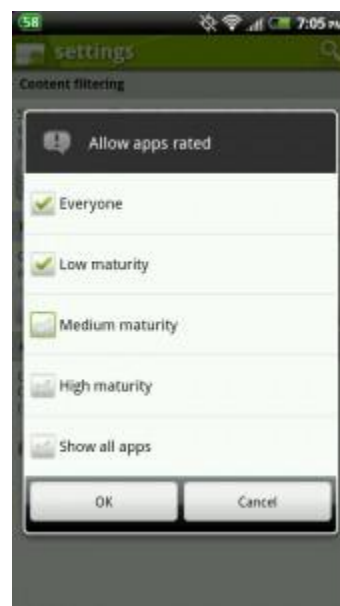 58
7:05 PM
settings
Content filtering
Allow apps rated
Everyone
Low maturity
Medium maturity
High maturity
Show all apps
OK
Cancel